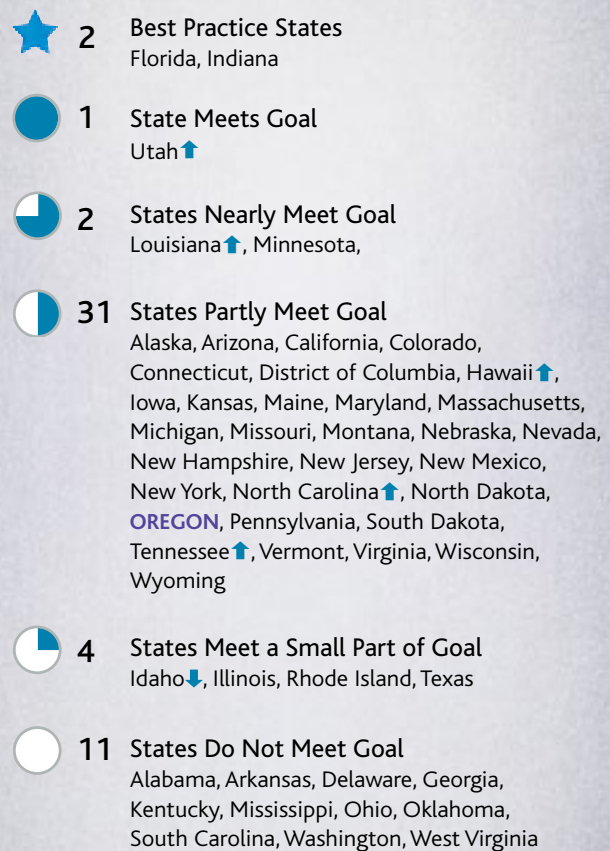 2 Best Practice States
Florida, Indiana
1 State Meets Goal
Utah⬆
2 States Nearly Meet Goal
Louisiana⬆, Minnesota,
31 States Partly Meet Goal
Alaska, Arizona, California, Colorado,
Connecticut, District of Columbia, Hawaii⬆,
Iowa, Kansas, Maine, Maryland, Massachusetts,
Michigan, Missouri, Montana, Nebraska, Nevada,
New Hampshire, New Jersey, New Mexico,
New York, North Carolina⬆, North Dakota,
OREGON, Pennsylvania, South Dakota,
Tennessee⬆, Vermont, Virginia, Wisconsin,
Wyoming
4 States Meet a Small Part of Goal
Idaho⬇, Illinois, Rhode Island, Texas
11 States Do Not Meet Goal
Alabama, Arkansas, Delaware, Georgia,
Kentucky, Mississippi, Ohio, Oklahoma,
South Carolina, Washington, West Virginia